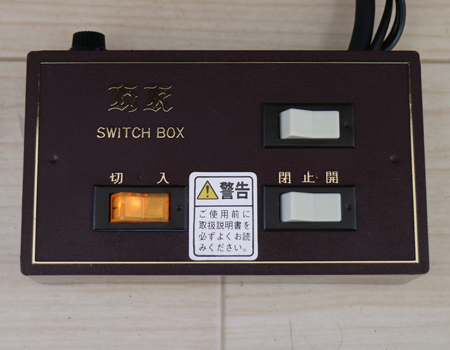 KK
SWITCH BOX
切 入
閉 止 開
警告
ご使用前に
取扱説明書を
必ずよくお読
みください。